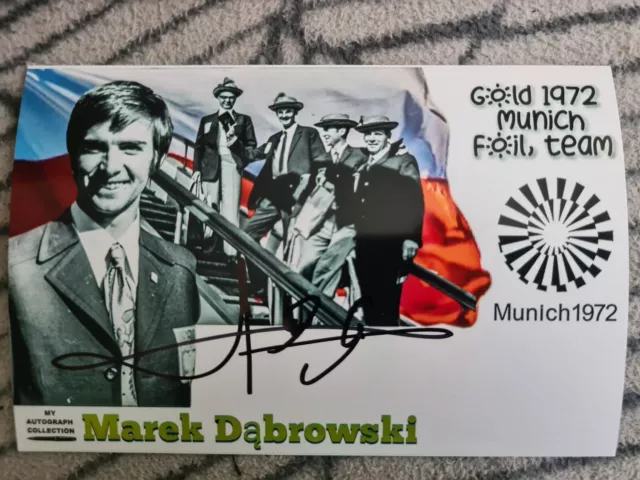 Gold 1972
Munich
Foil, team
Munich1972
MY
AUTOGRAPH
COLLECTION
Marek Dąbrowski